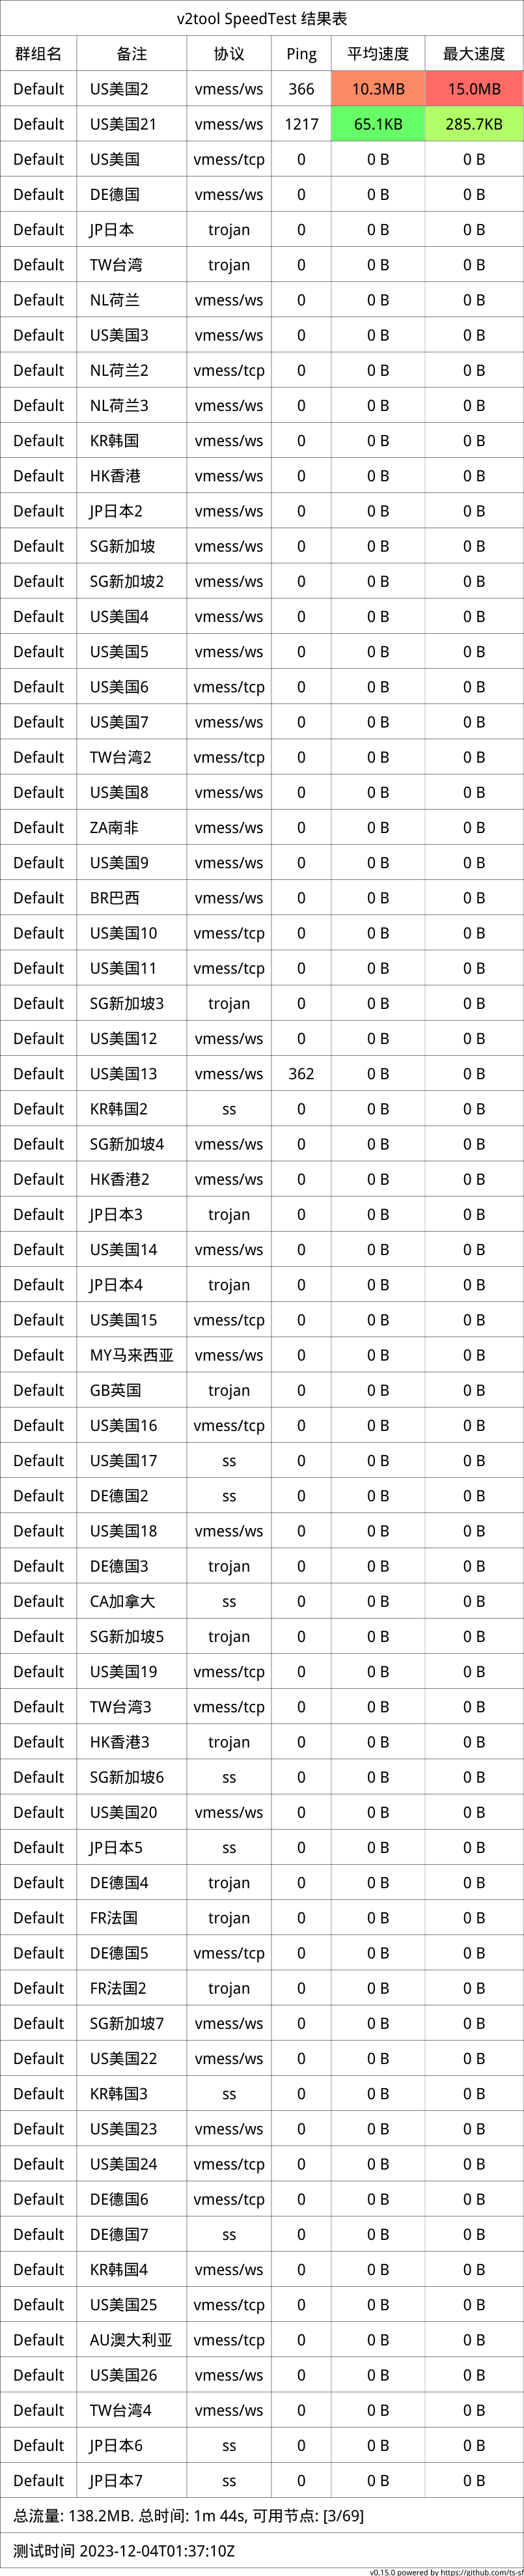 v2tool SpeedTest 结果表
群组名 备注 协议 Ping 平均速度 最大速度
Default US美国2 vmess/ws 366 10.3MB 15.0MB
Default US美国21 vmess/ws 1217 65.1KB 285.7KB
Default US美国 vmess/tcp 0 0 B 0 B
Default DE德国 vmess/ws 0 0 B 0 B
Default JP日本 trojan 0 0 B 0 B
Default TW台湾 trojan 0 0 B 0 B
Default NL荷兰 vmess/ws 0 0 B 0 B
Default US美国3 vmess/ws 0 0 B 0 B
Default NL荷兰2 vmess/tcp 0 0 B 0 B
Default NL荷兰3 vmess/ws 0 0 B 0 B
Default KR韩国 vmess/ws 0 0 B 0 B
Default HK香港 vmess/ws 0 0 B 0 B
Default JP日本2 vmess/ws 0 0 B 0 B
Default SG新加坡 vmess/ws 0 0 B 0 B
Default SG新加坡2 vmess/ws 0 0 B 0 B
Default US美国4 vmess/ws 0 0 B 0 B
Default US美国5 vmess/ws 0 0 B 0 B
Default US美国6 vmess/tcp 0 0 B 0 B
Default US美国7 vmess/ws 0 0 B 0 B
Default TW台湾2 vmess/tcp 0 0 B 0 B
Default US美国8 vmess/ws 0 0 B 0 B
Default ZA南非 vmess/ws 0 0 B 0 B
Default US美国9 vmess/ws 0 0 B 0 B
Default BR巴西 vmess/ws 0 0 B 0 B
Default US美国10 vmess/tcp 0 0 B 0 B
Default US美国11 vmess/tcp 0 0 B 0 B
Default SG新加坡3 trojan 0 0 B 0 B
Default US美国12 vmess/ws 0 0 B 0 B
Default US美国13 vmess/ws 362 0 B 0 B
Default KR韩国2 ss 0 0 B 0 B
Default SG新加坡4 vmess/ws 0 0 B 0 B
Default HK香港2 vmess/ws 0 0 B 0 B
Default JP日本3 trojan 0 0 B 0 B
Default US美国14 vmess/ws 0 0 B 0 B
Default JP日本4 trojan 0 0 B 0 B
Default US美国15 vmess/tcp 0 0 B 0 B
Default MY马来西亚 vmess/ws 0 0 B 0 B
Default GB英国 trojan 0 0 B 0 B
Default US美国16 vmess/tcp 0 0 B 0 B
Default US美国17 ss 0 0 B 0 B
Default DE德国2 ss 0 0 B 0 B
Default US美国18 vmess/ws 0 0 B 0 B
Default DE德国3 trojan 0 0 B 0 B
Default CA加拿大 ss 0 0 B 0 B
Default SG新加坡5 trojan 0 0 B 0 B
Default US美国19 vmess/tcp 0 0 B 0 B
Default TW台湾3 vmess/tcp 0 0 B 0 B
Default HK香港3 trojan 0 0 B 0 B
Default SG新加坡6 ss 0 0 B 0 B
Default US美国20 vmess/ws 0 0 B 0 B
Default JP日本5 ss 0 0 B 0 B
Default DE德国4 trojan 0 0 B 0 B
Default FR法国 trojan 0 0 B 0 B
Default DE德国5 vmess/tcp 0 0 B 0 B
Default FR法国2 trojan 0 0 B 0 B
Default SG新加坡7 vmess/ws 0 0 B 0 B
Default US美国22 vmess/ws 0 0 B 0 B
Default KR韩国3 ss 0 0 B 0 B
Default US美国23 vmess/ws 0 0 B 0 B
Default US美国24 vmess/tcp 0 0 B 0 B
Default DE德国6 vmess/tcp 0 0 B 0 B
Default DE德国7 ss 0 0 B 0 B
Default KR韩国4 vmess/ws 0 0 B 0 B
Default US美国25 vmess/tcp 0 0 B 0 B
Default AU澳大利亚 vmess/tcp 0 0 B 0 B
Default US美国26 vmess/ws 0 0 B 0 B
Default TW台湾4 vmess/ws 0 0 B 0 B
Default JP日本6 ss 0 0 B 0 B
Default JP日本7 ss 0 0 B 0 B
总流量: 138.2MB. 总时间: 1m 44s, 可用节点: [3/69]
测试时间 2023-12-04T01:37:10Z
v0.15.0 powered by https://github.com/ts-sf